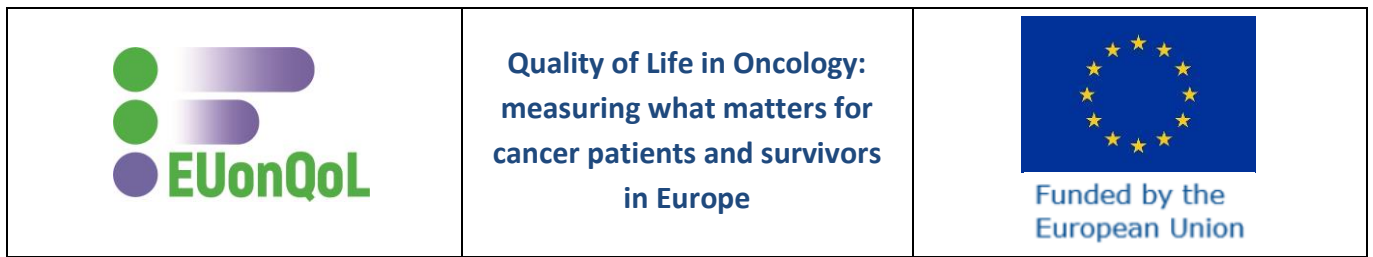 EUonQoL
Quality of Life in Oncology:
measuring what matters for
cancer patients and survivors
in Europe
Funded by the
European Union